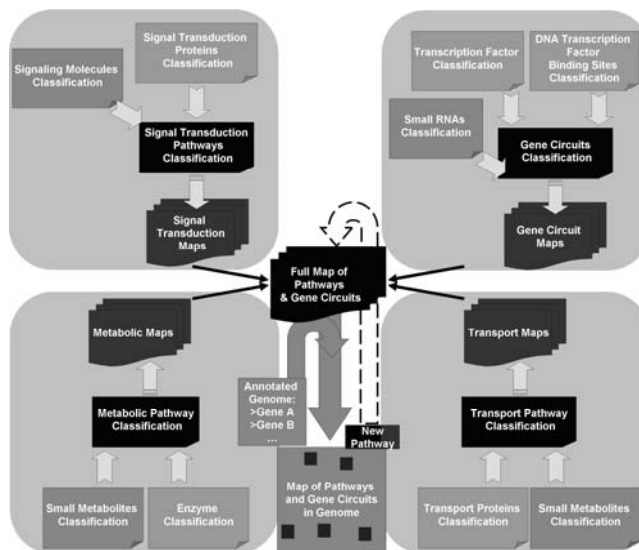 Signaling Molecules
Classification
Signal Transduction
Proteins
Classification
Signal Transduction
Pathways
Classification
Signal
Transduction
Maps
Transcription Factor
Classification
DNA Transcription
Factor
Binding Sites
Classification
Small RNAs
Classification
Gene Circuits
Classification
Gene Circuit
Maps
Full Map of
Pathways
& Gene Circuits
Metabolic Maps
Metabolic Pathway
Classification
Small Metabolites
Classification
Enzyme
Classification
Annotated
Genome:
>Gene A
>Gene B
...
New
Pathway
Map of Pathways
and Gene Circuits
in Genome
Transport Maps
Transport Pathway
Classification
Transport Proteins
Classification
Small Metabolites
Classification